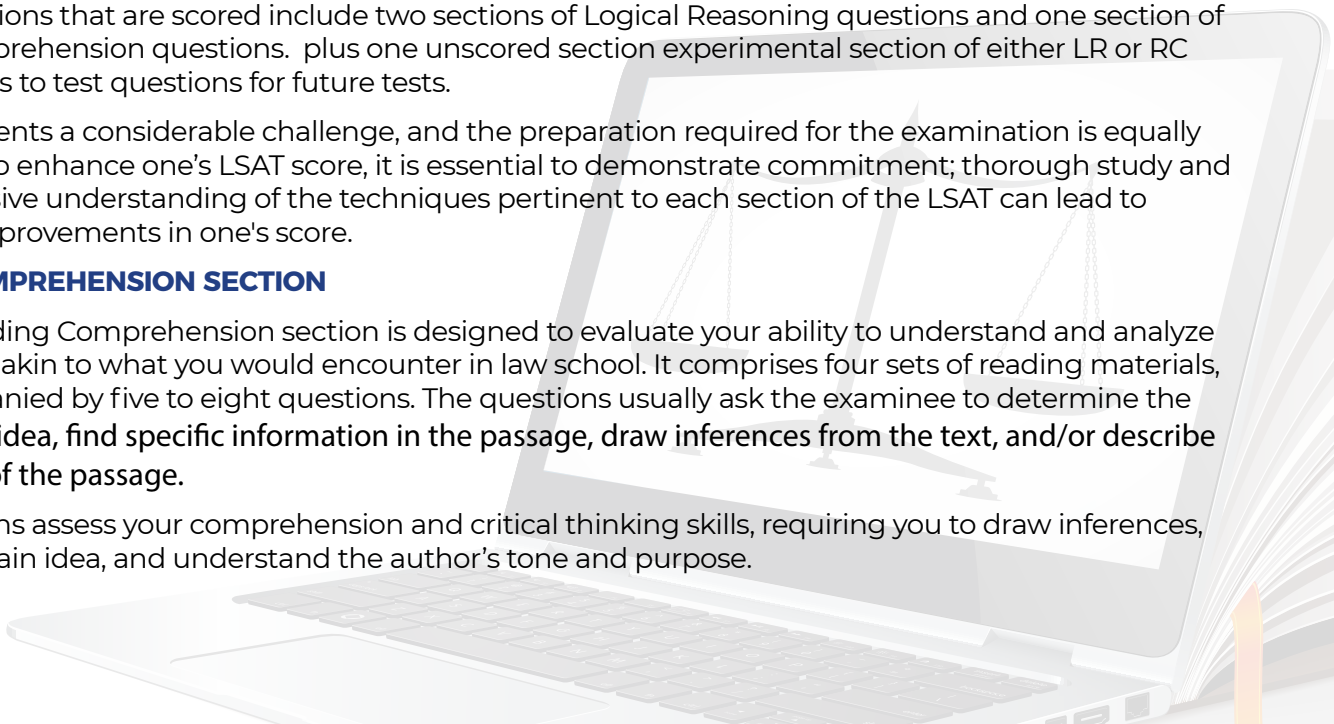 ions that are scored include two sections of Logical Reasoning questions and one section of
prehension questions.  plus one unscored section experimental section of either LR or RC
s to test questions for future tests.
ents a considerable challenge, and the preparation required for the examination is equally
o enhance one’s LSAT score, it is essential to demonstrate commitment; thorough study and
sive understanding of the techniques pertinent to each section of the LSAT can lead to
provements in one's score.
MPREHENSION SECTION
ding Comprehension section is designed to evaluate your ability to understand and analyze
akin to what you would encounter in law school. It comprises four sets of reading materials,
anied by five to eight questions. The questions usually ask the examinee to determine the
idea, find specific information in the passage, draw inferences from the text, and/or describe
of the passage.
ns assess your comprehension and critical thinking skills, requiring you to draw inferences,
ain idea, and understand the author’s tone and purpose.